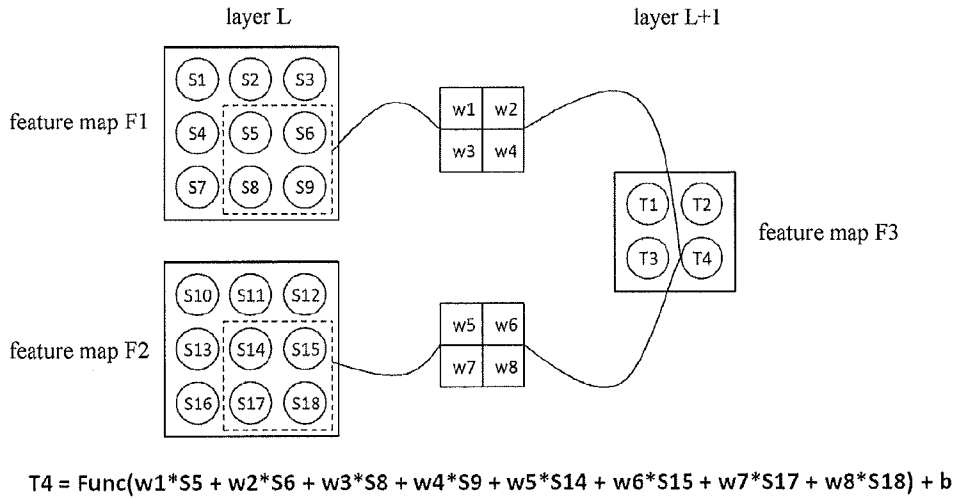 layer L
layer L+1
feature map F1
S1 S2 S3
S4 S5 S6
S7 S8 S9
w1 w2
w3 w4
T1 T2
T3 T4
feature map F3
feature map F2
S10 S11 S12
S13 S14 S15
S16 S17 S18
w5 w6
w7 w8
T4 = Func(w1*S5 + w2*S6 + w3*S8 + w4*S9 + w5*S14 + w6*S15 + w7*S17 + w8*S18) + b